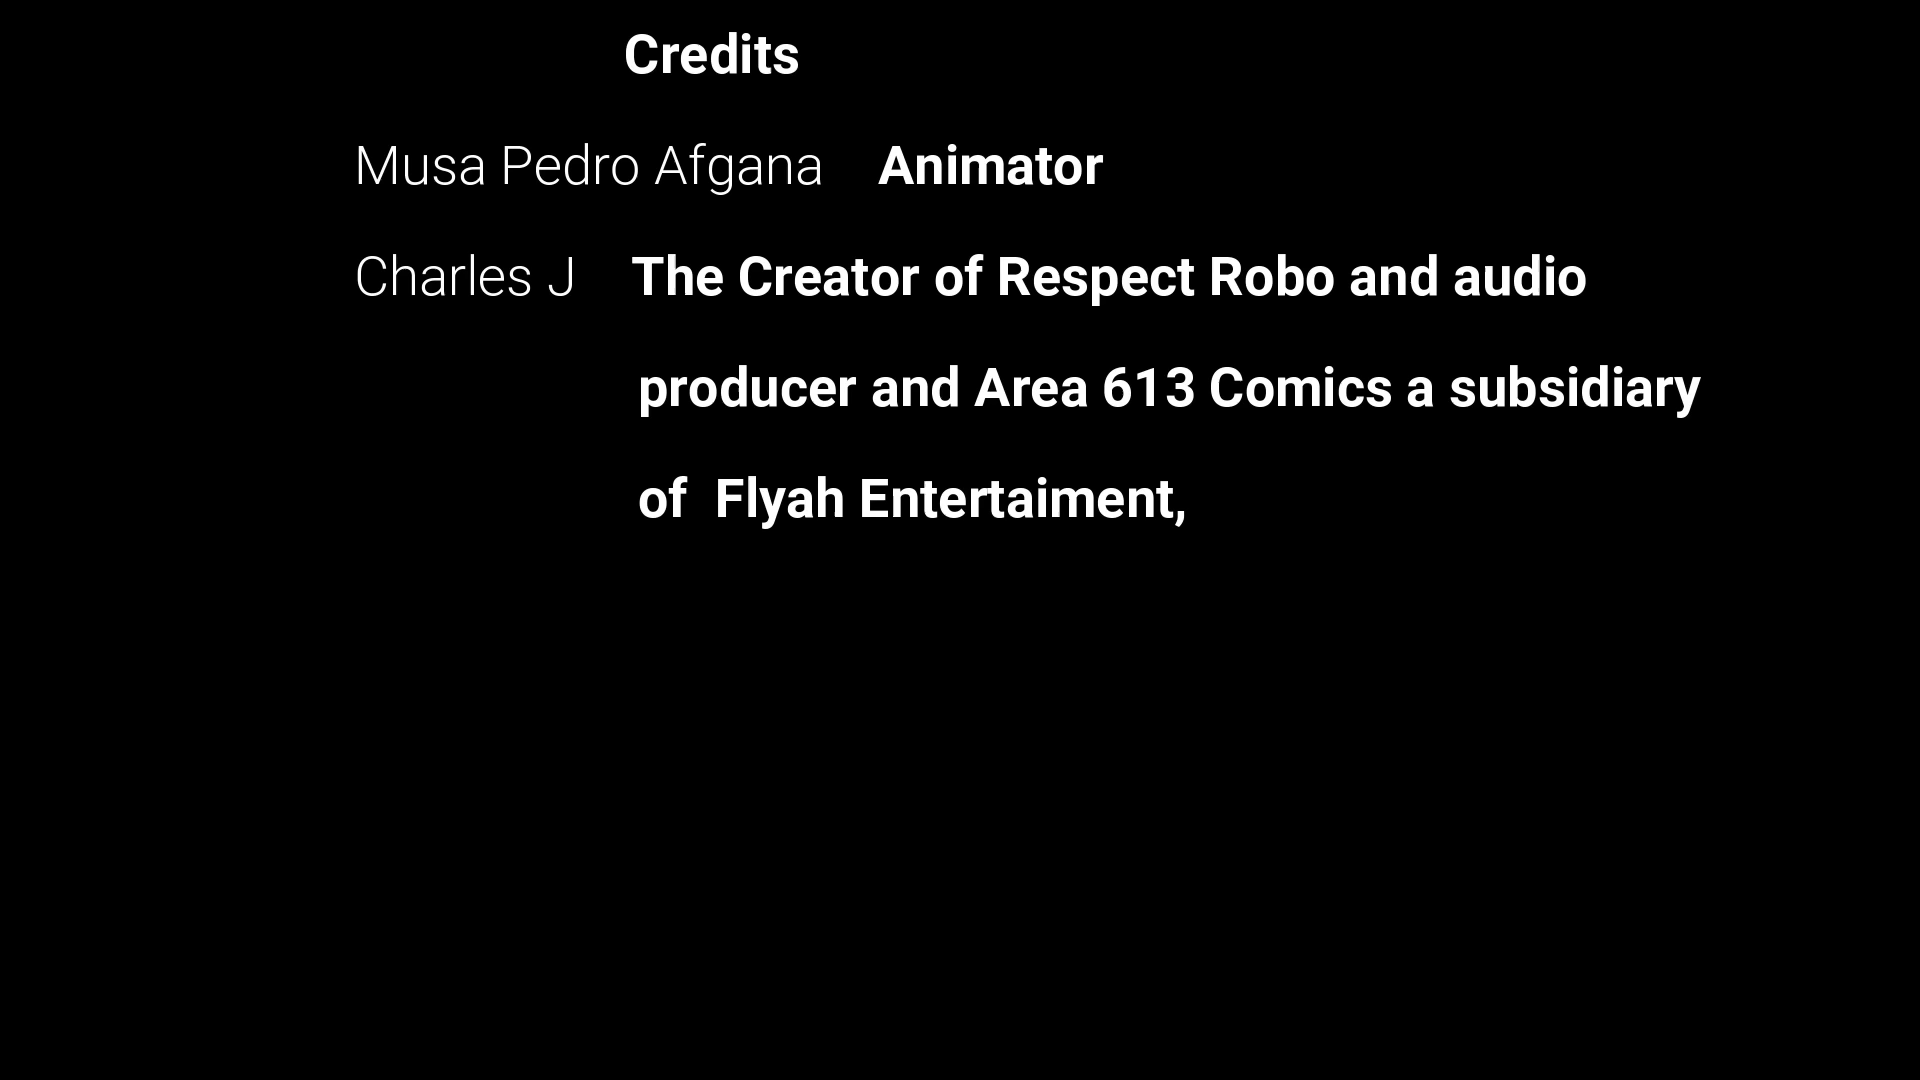 Credits
Musa Pedro Afgana Animator
Charles J The Creator of Respect Robo and audio
producer and Area 613 Comics a subsidiary
of Flyah Entertaiment,